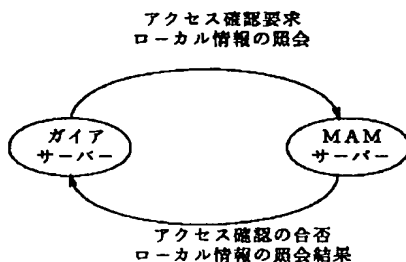 アクセス確認要求
ローカル情報の照会
ガイア
サーバー
MAM
サーバー
アクセス確認の合否
ローカル情報の照会結果